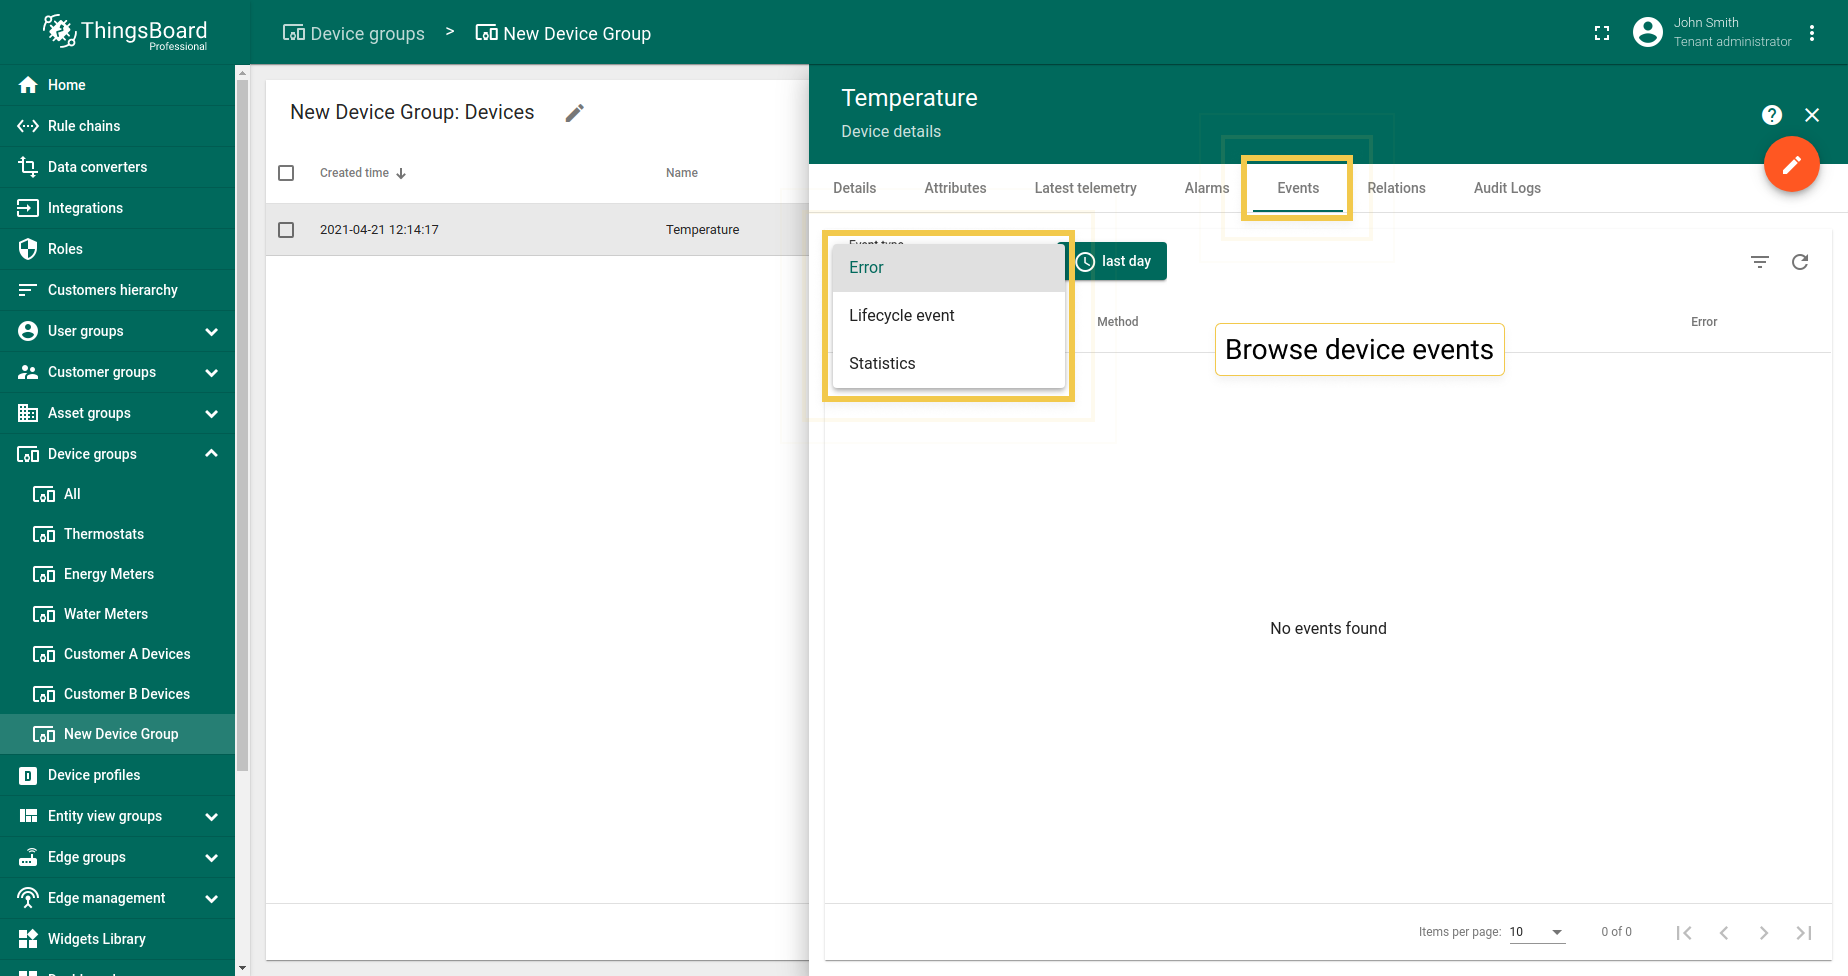 ThingsBoard
Professional
Device groups > New Device Group
John Smith
Tenant administrator
Home
Rule chains
Data converters
Integrations
Roles
Customers hierarchy
User groups
Customer groups
Asset groups
Device groups
All
Thermostats
Energy Meters
Water Meters
Customer A Devices
Customer B Devices
New Device Group
Device profiles
Entity view groups
Edge groups
Edge management
Widgets Library
New Device Group: Devices
Created time Name
2021-04-21 12:14:17 Temperature
Temperature
Device details
Details Attributes Latest telemetry Alarms Events Relations Audit Logs
Event type
Error
Lifecycle event
Statistics
last day
Method Error
Browse device events
No events found
Items per page: 10 0 of 0